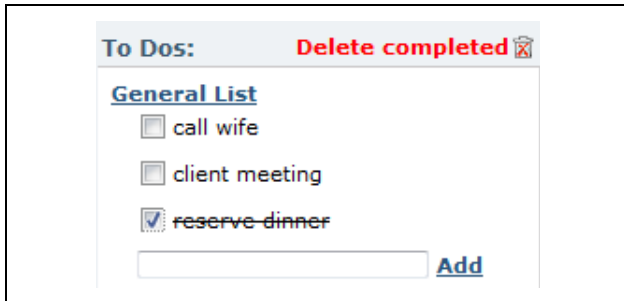 To Dos: Delete completed
General List
call wife
client meeting
reserve dinner
Add